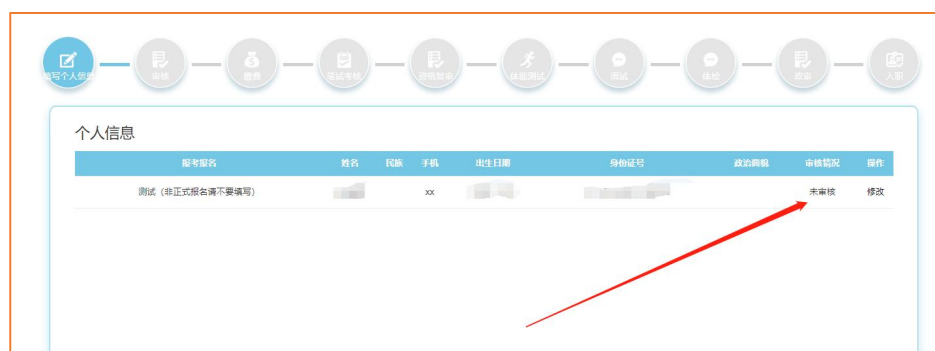 填写个人信息
审核
缴费
笔试考核
资格复审
体能测试
面试
体检
政审
入职
个人信息
报考报名 姓名 民族 手机 出生日期 身份证号 政治面貌 审核情况 操作
测试（非正式报名请不要填写） xx 未审核 修改